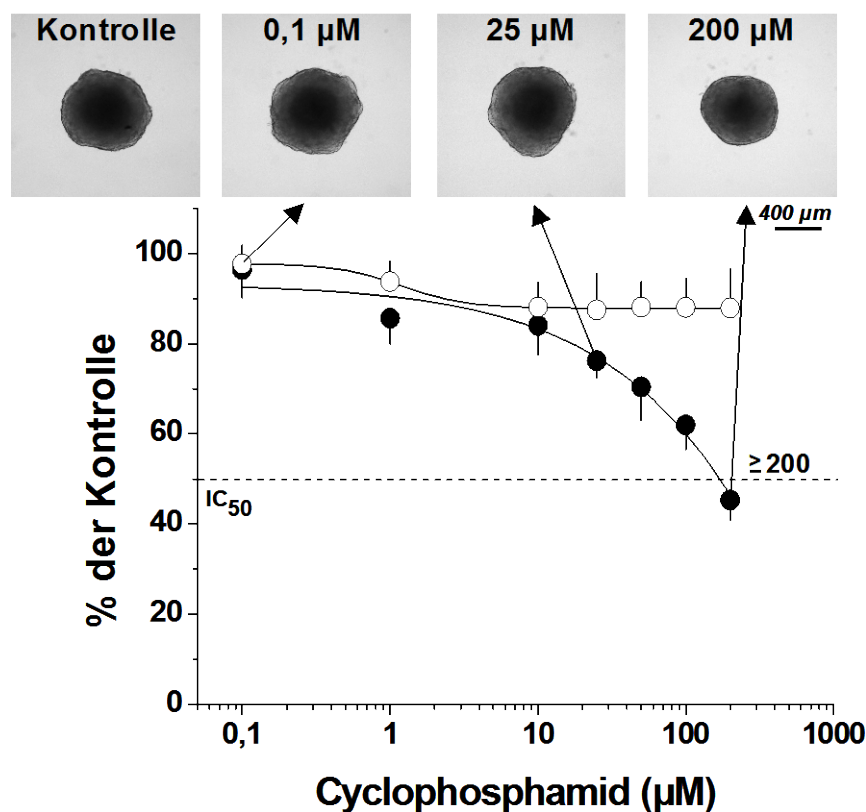 Kontrolle
0,1 µM
25 µM
200 µM
400 µm
100
80
60
40
20
0
% der Kontrolle
≥ 200
IC50
0,1
1
10
100
1000
Cyclophosphamid (µM)